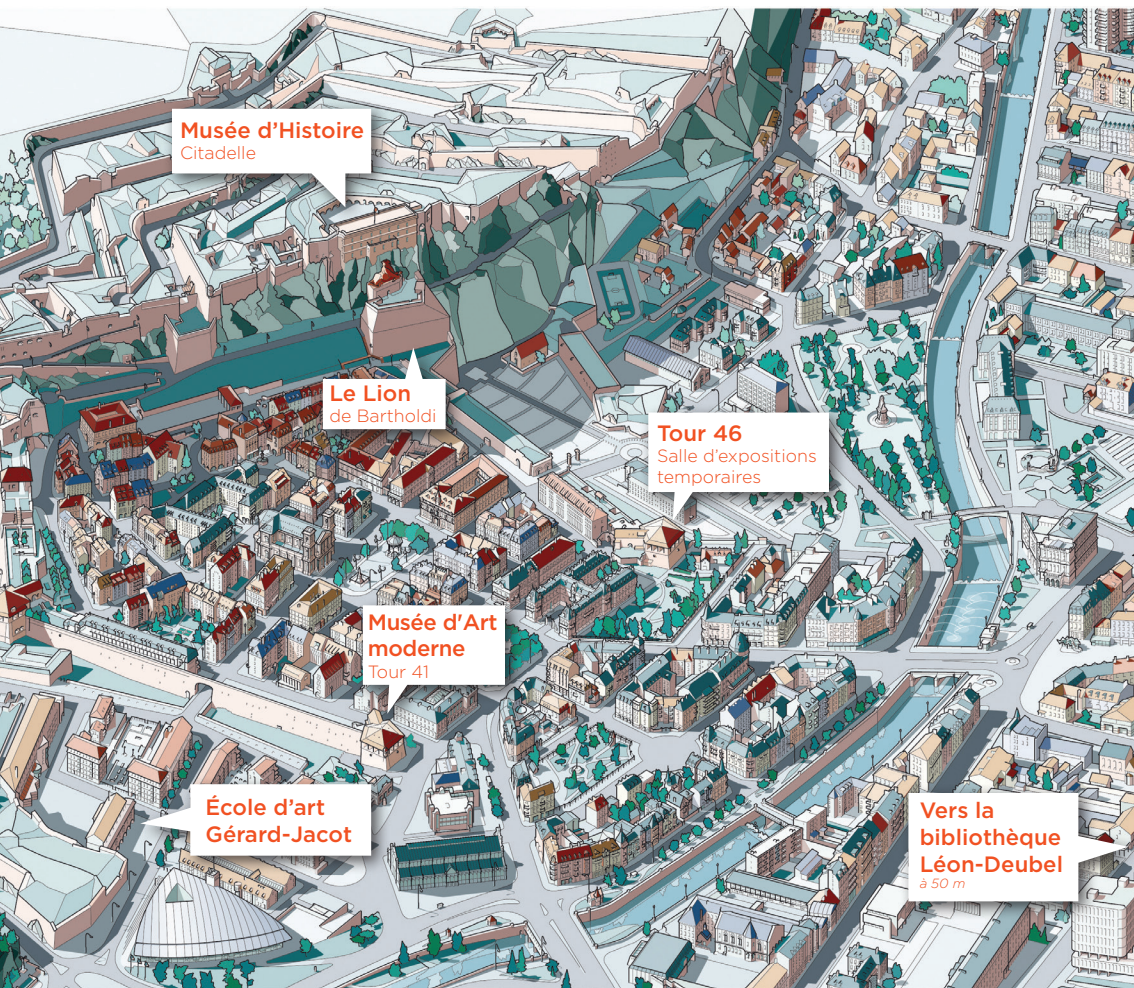 Musée d'Histoire
Citadelle
Le Lion
de Bartholdi
Tour 46
Salle d'expositions
temporaires
Musée d'Art
moderne
Tour 41
École d'art
Gérard-Jacot
Vers la
bibliothèque
Léon-Deubel
à 50 m